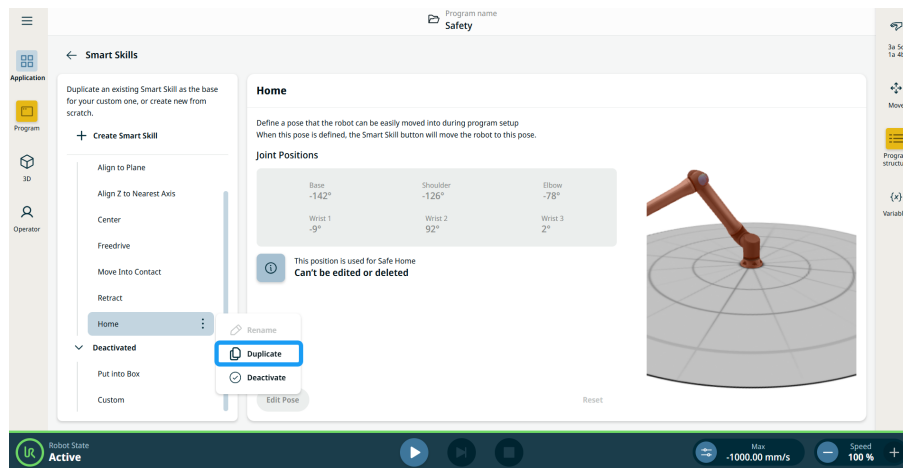 Program name
Safety
Smart Skills
Application
Program
3D
Operator
Duplicate an existing Smart Skill as the base
for your custom one, or create new from
scratch.
Create Smart Skill
Align to Plane
Align Z to Nearest Axis
Center
Freedrive
Move Into Contact
Retract
Home
Deactivated
Put into Box
Custom
Rename
Duplicate
Deactivate
Home
Define a pose that the robot can be easily moved into during program setup
When this pose is defined, the Smart Skill button will move the robot to this pose.
Joint Positions
Base Shoulder Elbow
-142° -126° -78°
Wrist 1 Wrist 2 Wrist 3
-9° 92° 2°
This position is used for Safe Home
Can't be edited or deleted
Edit Pose Reset
1a 4b
Move
Variabl
UR
Robot State
Active
Max
-1000.00 mm/s
Speed
100 %